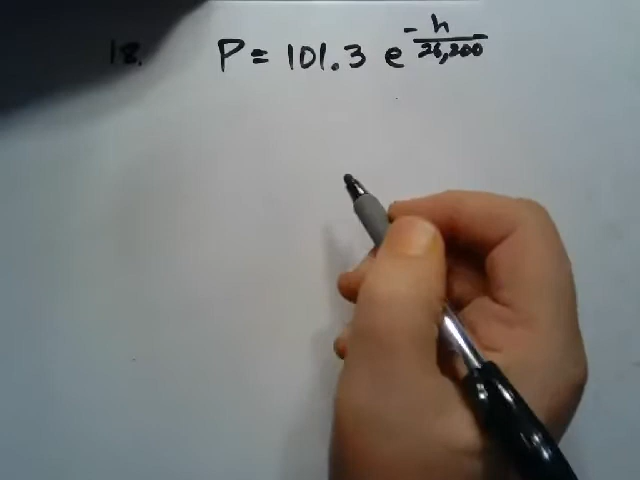 18. P = 101.3 e^{-h/26,200}